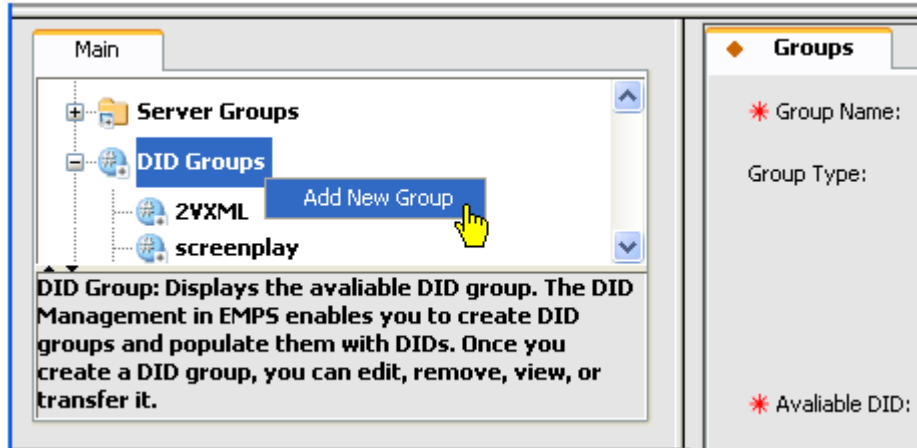 Main
Server Groups
DID Groups
Add New Group
2VXML
screenplay
DID Group: Displays the avaliable DID group. The DID
Management in EMPS enables you to create DID
groups and populate them with DIDs. Once you
create a DID group, you can edit, remove, view, or
transfer it.
Groups
* Group Name:
Group Type:
* Avaliable DID: